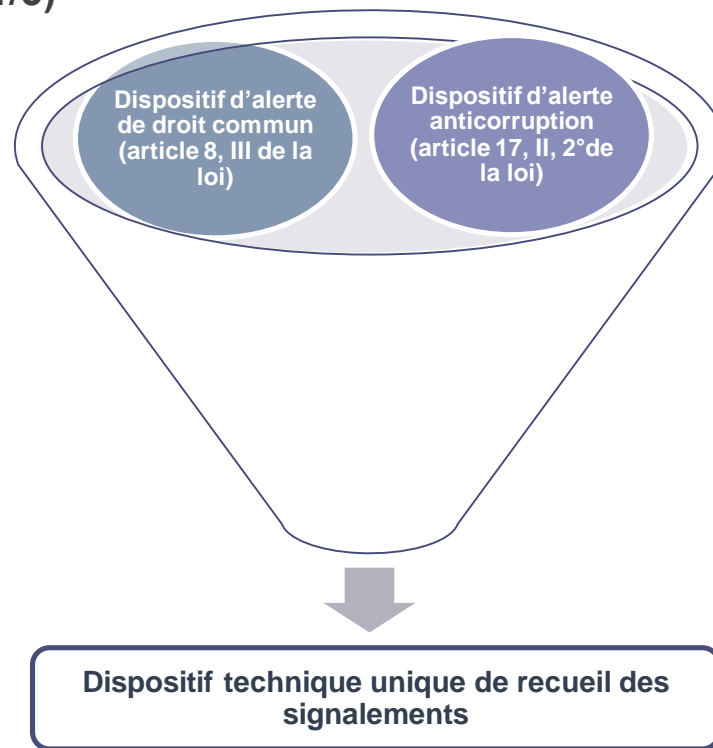 Dispositif d’alerte
de droit commun
(article 8, III de la
loi)
Dispositif d’alerte
anticorruption
(article 17, II, 2°de
la loi)
Dispositif technique unique de recueil des
signalements